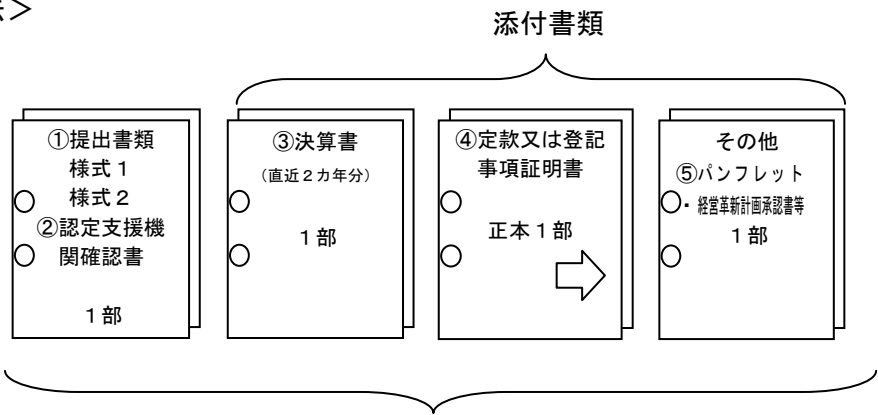 ＞
添付書類
①提出書類
様式１
様式２
②認定支援機
関確認書
１部
③決算書
（直近２カ年分）
１部
④定款又は登記
事項証明書
正本１部
その他
⑤パンフレット
・経営革新計画承認書等
１部